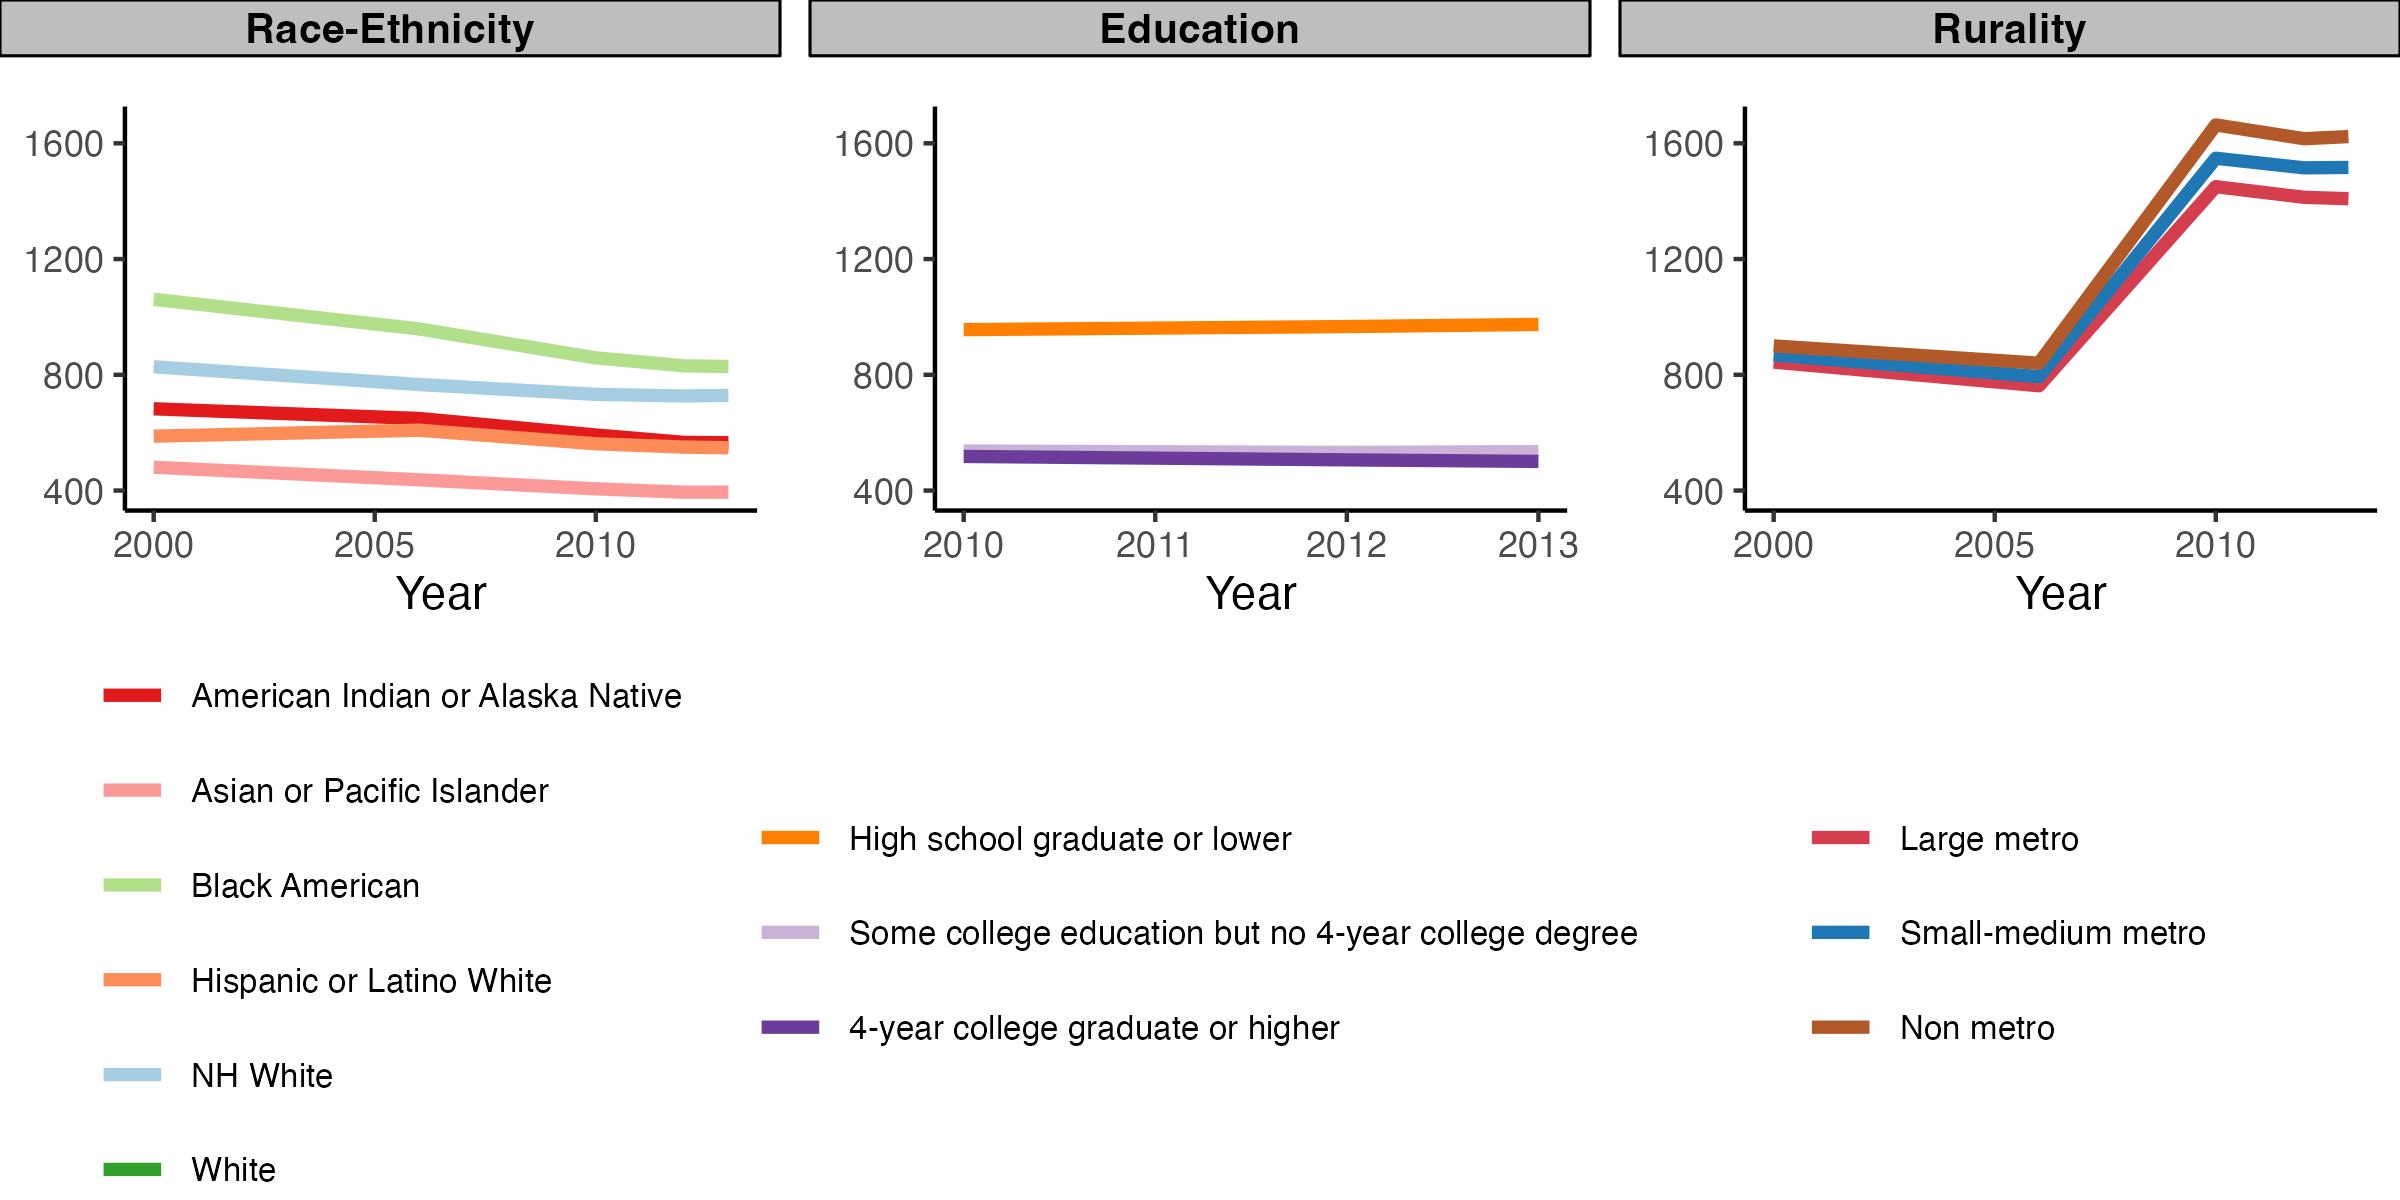 Race-Ethnicity
1600
1200
800
400
2000 2005 2010
Year
American Indian or Alaska Native
Asian or Pacific Islander
Black American
Hispanic or Latino White
NH White
White
Education
1600
1200
800
400
2010 2011 2012 2013
Year
High school graduate or lower
Some college education but no 4-year college degree
4-year college graduate or higher
Rurality
1600
1200
800
400
2000 2005 2010
Year
Large metro
Small-medium metro
Non metro